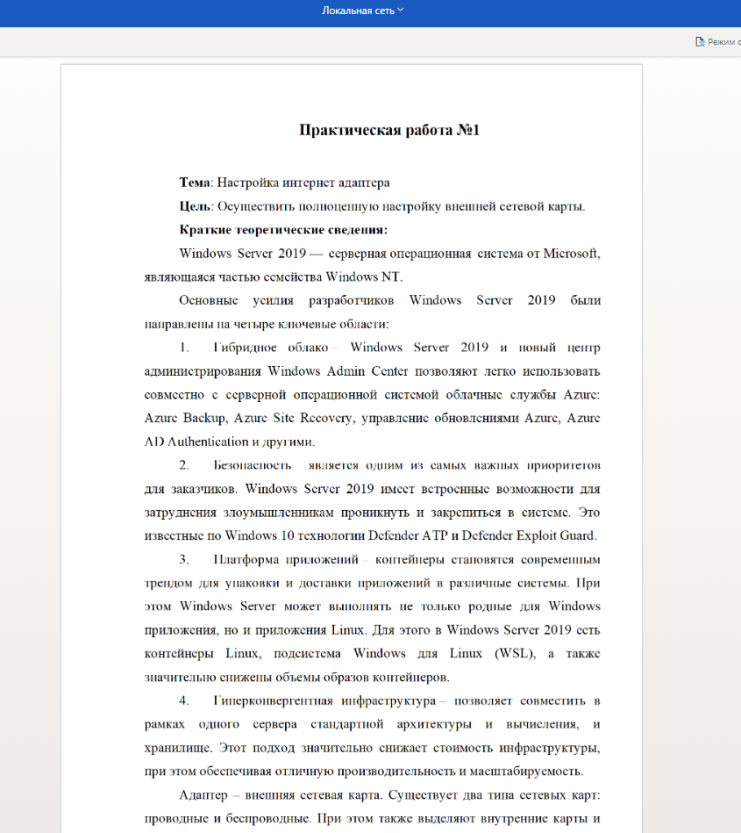 Локальная сеть
Режим
Практическая работа №1
Тема: Настройка интернет адаптера
Цель: Осуществить полноценную настройку внешней сетевой карты.
Краткие теоретические сведения:
Windows Server 2019 — серверная операционная система от Microsoft,
являющаяся частью семейства Windows NT.
Основные усилия разработчиков Windows Server 2019 были
направлены на четыре ключевые области:
1. Гибридное облако – Windows Server 2019 и новый центр
администрирования Windows Admin Center позволяют легко использовать
совместно с серверной операционной системой облачные службы Azure:
Azure Backup, Azure Site Recovery, управление обновлениями Azure, Azure
AD Authentication и другими.
2. Безопасность является одним из самых важных приоритетов
для заказчиков. Windows Server 2019 имеет встроенные возможности для
затруднения злоумышленникам проникнуть и закрепиться в системе. Это
известные по Windows 10 технологии Defender ATP и Defender Exploit Guard.
3. Платформа приложений – контейнеры становятся современным
трендом для упаковки и доставки приложений в различные системы. При
этом Windows Server может выполнять не только родные для Windows
приложения, но и приложения Linux. Для этого в Windows Server 2019 есть
контейнеры Linux, подсистема Windows для Linux (WSL), а также
значительно снижены объемы образов контейнеров.
4. Гиперконвергентная инфраструктура – позволяет совместить в
рамках одного сервера стандартной архитектуры и вычисления, и
хранилище. Этот подход значительно снижает стоимость инфраструктуры,
при этом обеспечивая отличную производительность и масштабируемость.
Адаптер – внешняя сетевая карта. Существует два типа сетевых карт:
проводные и беспроводные. При этом также выделяют внутренние карты и